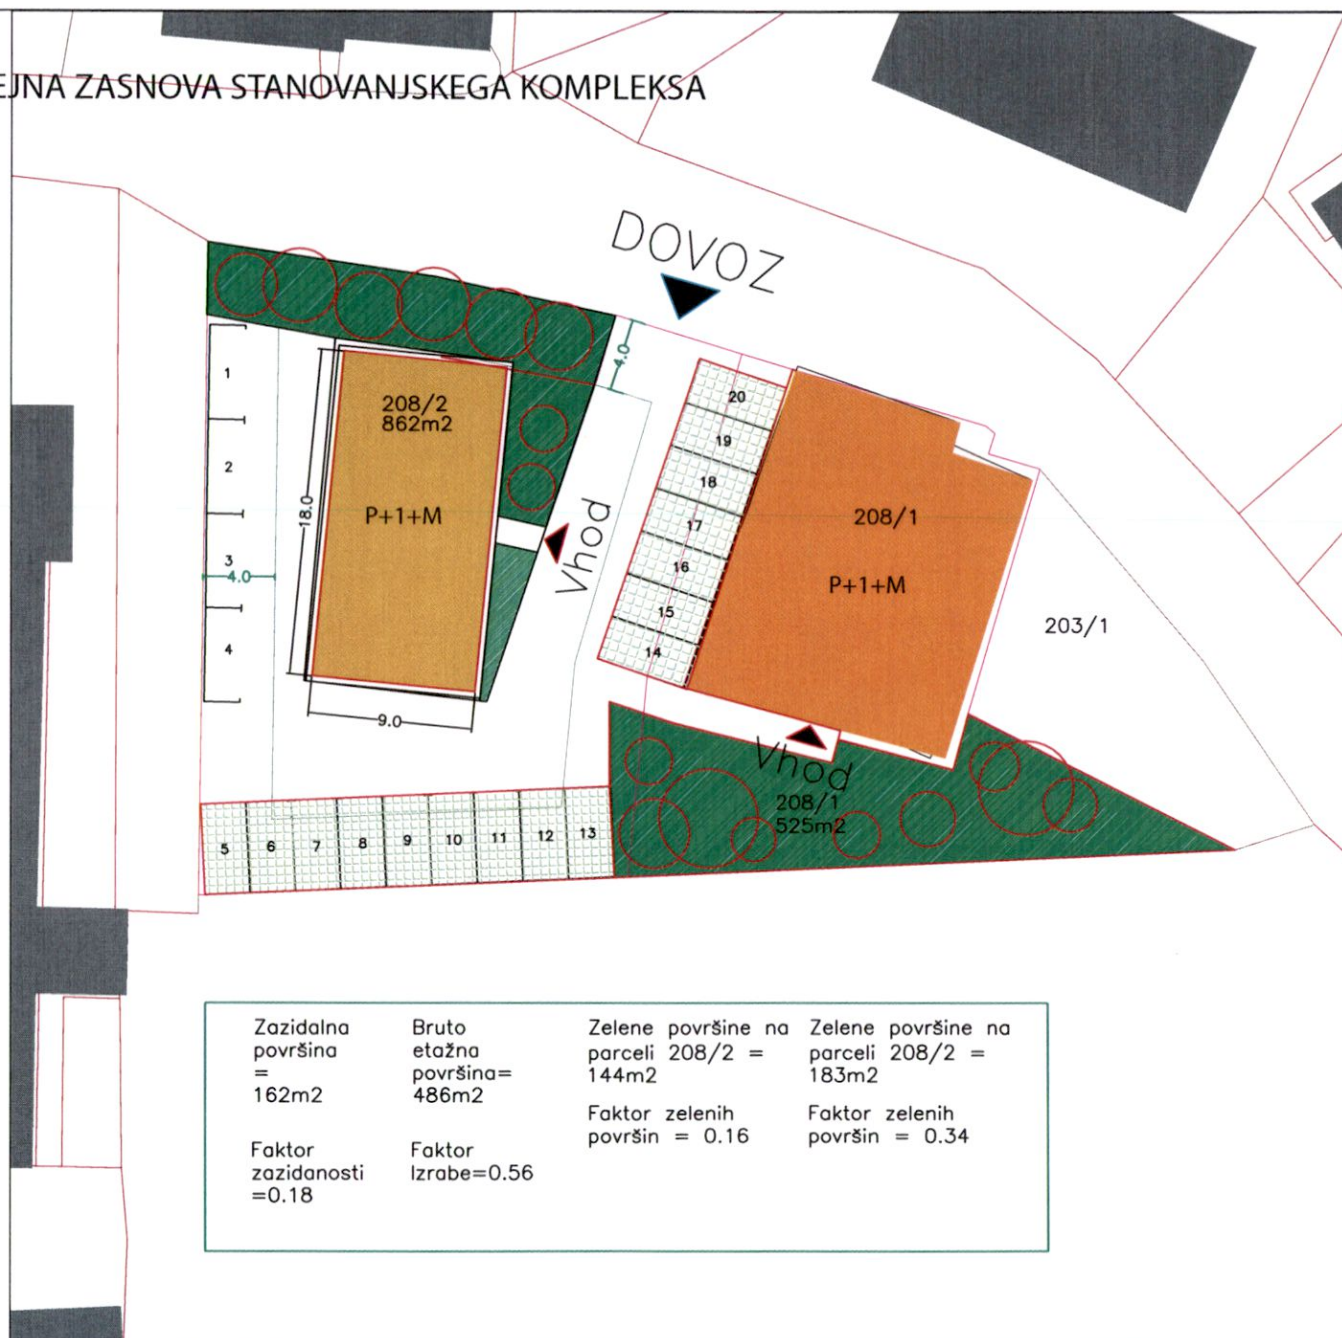 EJNA ZASNOVA STANOVANJSKEGA KOMPLEKSA
DOVOZ
4.0
1
2
3
4
4.0
208/2
862m2
P+1+M
18.0
9.0
Vhod
20
19
18
17
16
15
14
208/1
P+1+M
203/1
Vhod
208/1
525m2
5
6
7
8
9
10
11
12
13
Zazidalna
površina
=
162m2
Faktor
zazidanosti
=0.18
Bruto
etažna
površina=
486m2
Faktor
Izrabe=0.56
Zelene površine na
parceli 208/2 =
144m2
Faktor zelenih
površin = 0.16
Zelene površine na
parceli 208/2 =
183m2
Faktor zelenih
površin = 0.34